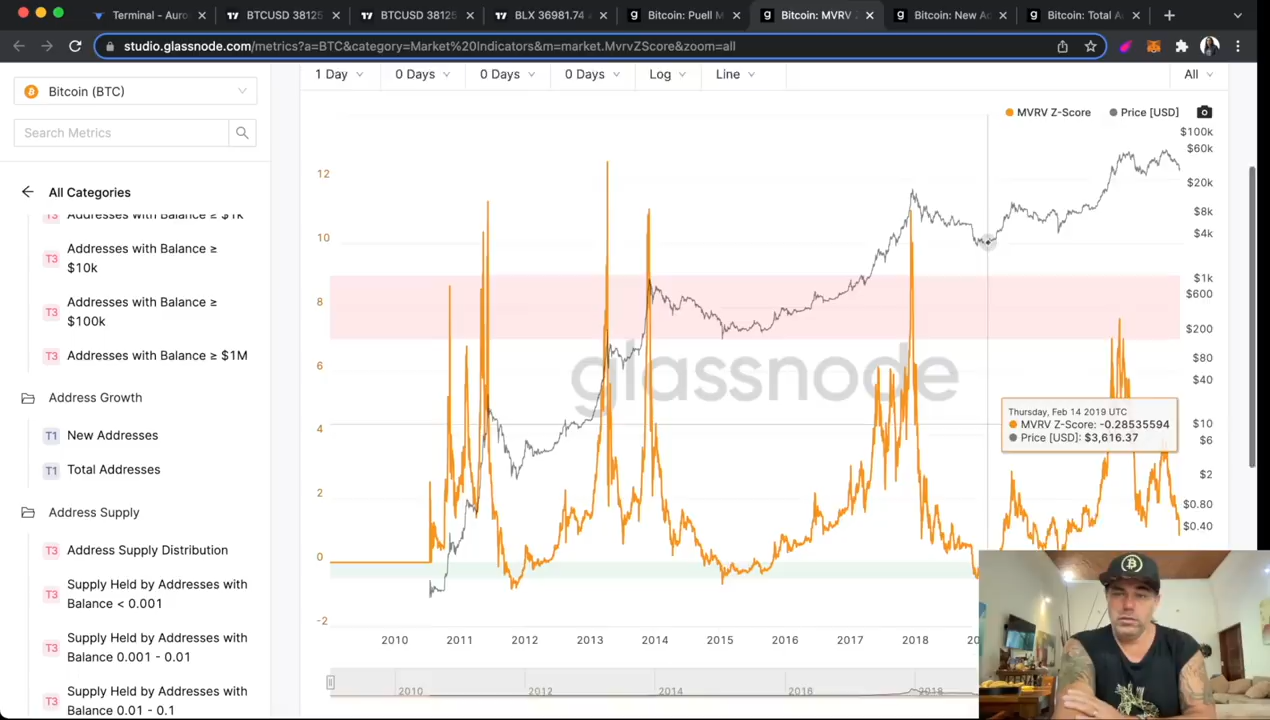 Terminal - Auro
BTCUSD 38125
BTCUSD 38125
BLX 36981.74
Bitcoin: Puell M
Bitcoin: MVRV
Bitcoin: New Ad
Bitcoin: Total A
studio.glassnode.com/metrics?a=BTC&category=Market%20Indicators&m=market.MvrvZScore&zoom=all
Bitcoin (BTC)
1 Day
0 Days
0 Days
0 Days
Log
Line
All
Search Metrics
All Categories
T3 Addresses with Balance ≥ $1k
T3 Addresses with Balance ≥
$10k
T3 Addresses with Balance ≥
$100k
T3 Addresses with Balance ≥ $1M
Address Growth
T1 New Addresses
T1 Total Addresses
Address Supply
T3 Address Supply Distribution
T3 Supply Held by Addresses with
Balance < 0.001
T3 Supply Held by Addresses with
Balance 0.001 - 0.01
T3 Supply Held by Addresses with
Balance 0.01 - 0.1
MVRV Z-Score
Price [USD]
12
10
8
6
4
2
0
-2
$100k
$60k
$20k
$8k
$4k
$1k
$600
$200
$80
$40
$10
$6
$2
$0.80
$0.40
glassnode
Thursday, Feb 14 2019 UTC
MVRV Z-Score: -0.28535594
Price [USD]: $3,616.37
2010
2011
2012
2013
2014
2015
2016
2017
2018
2010
2012
2014
2016
2018